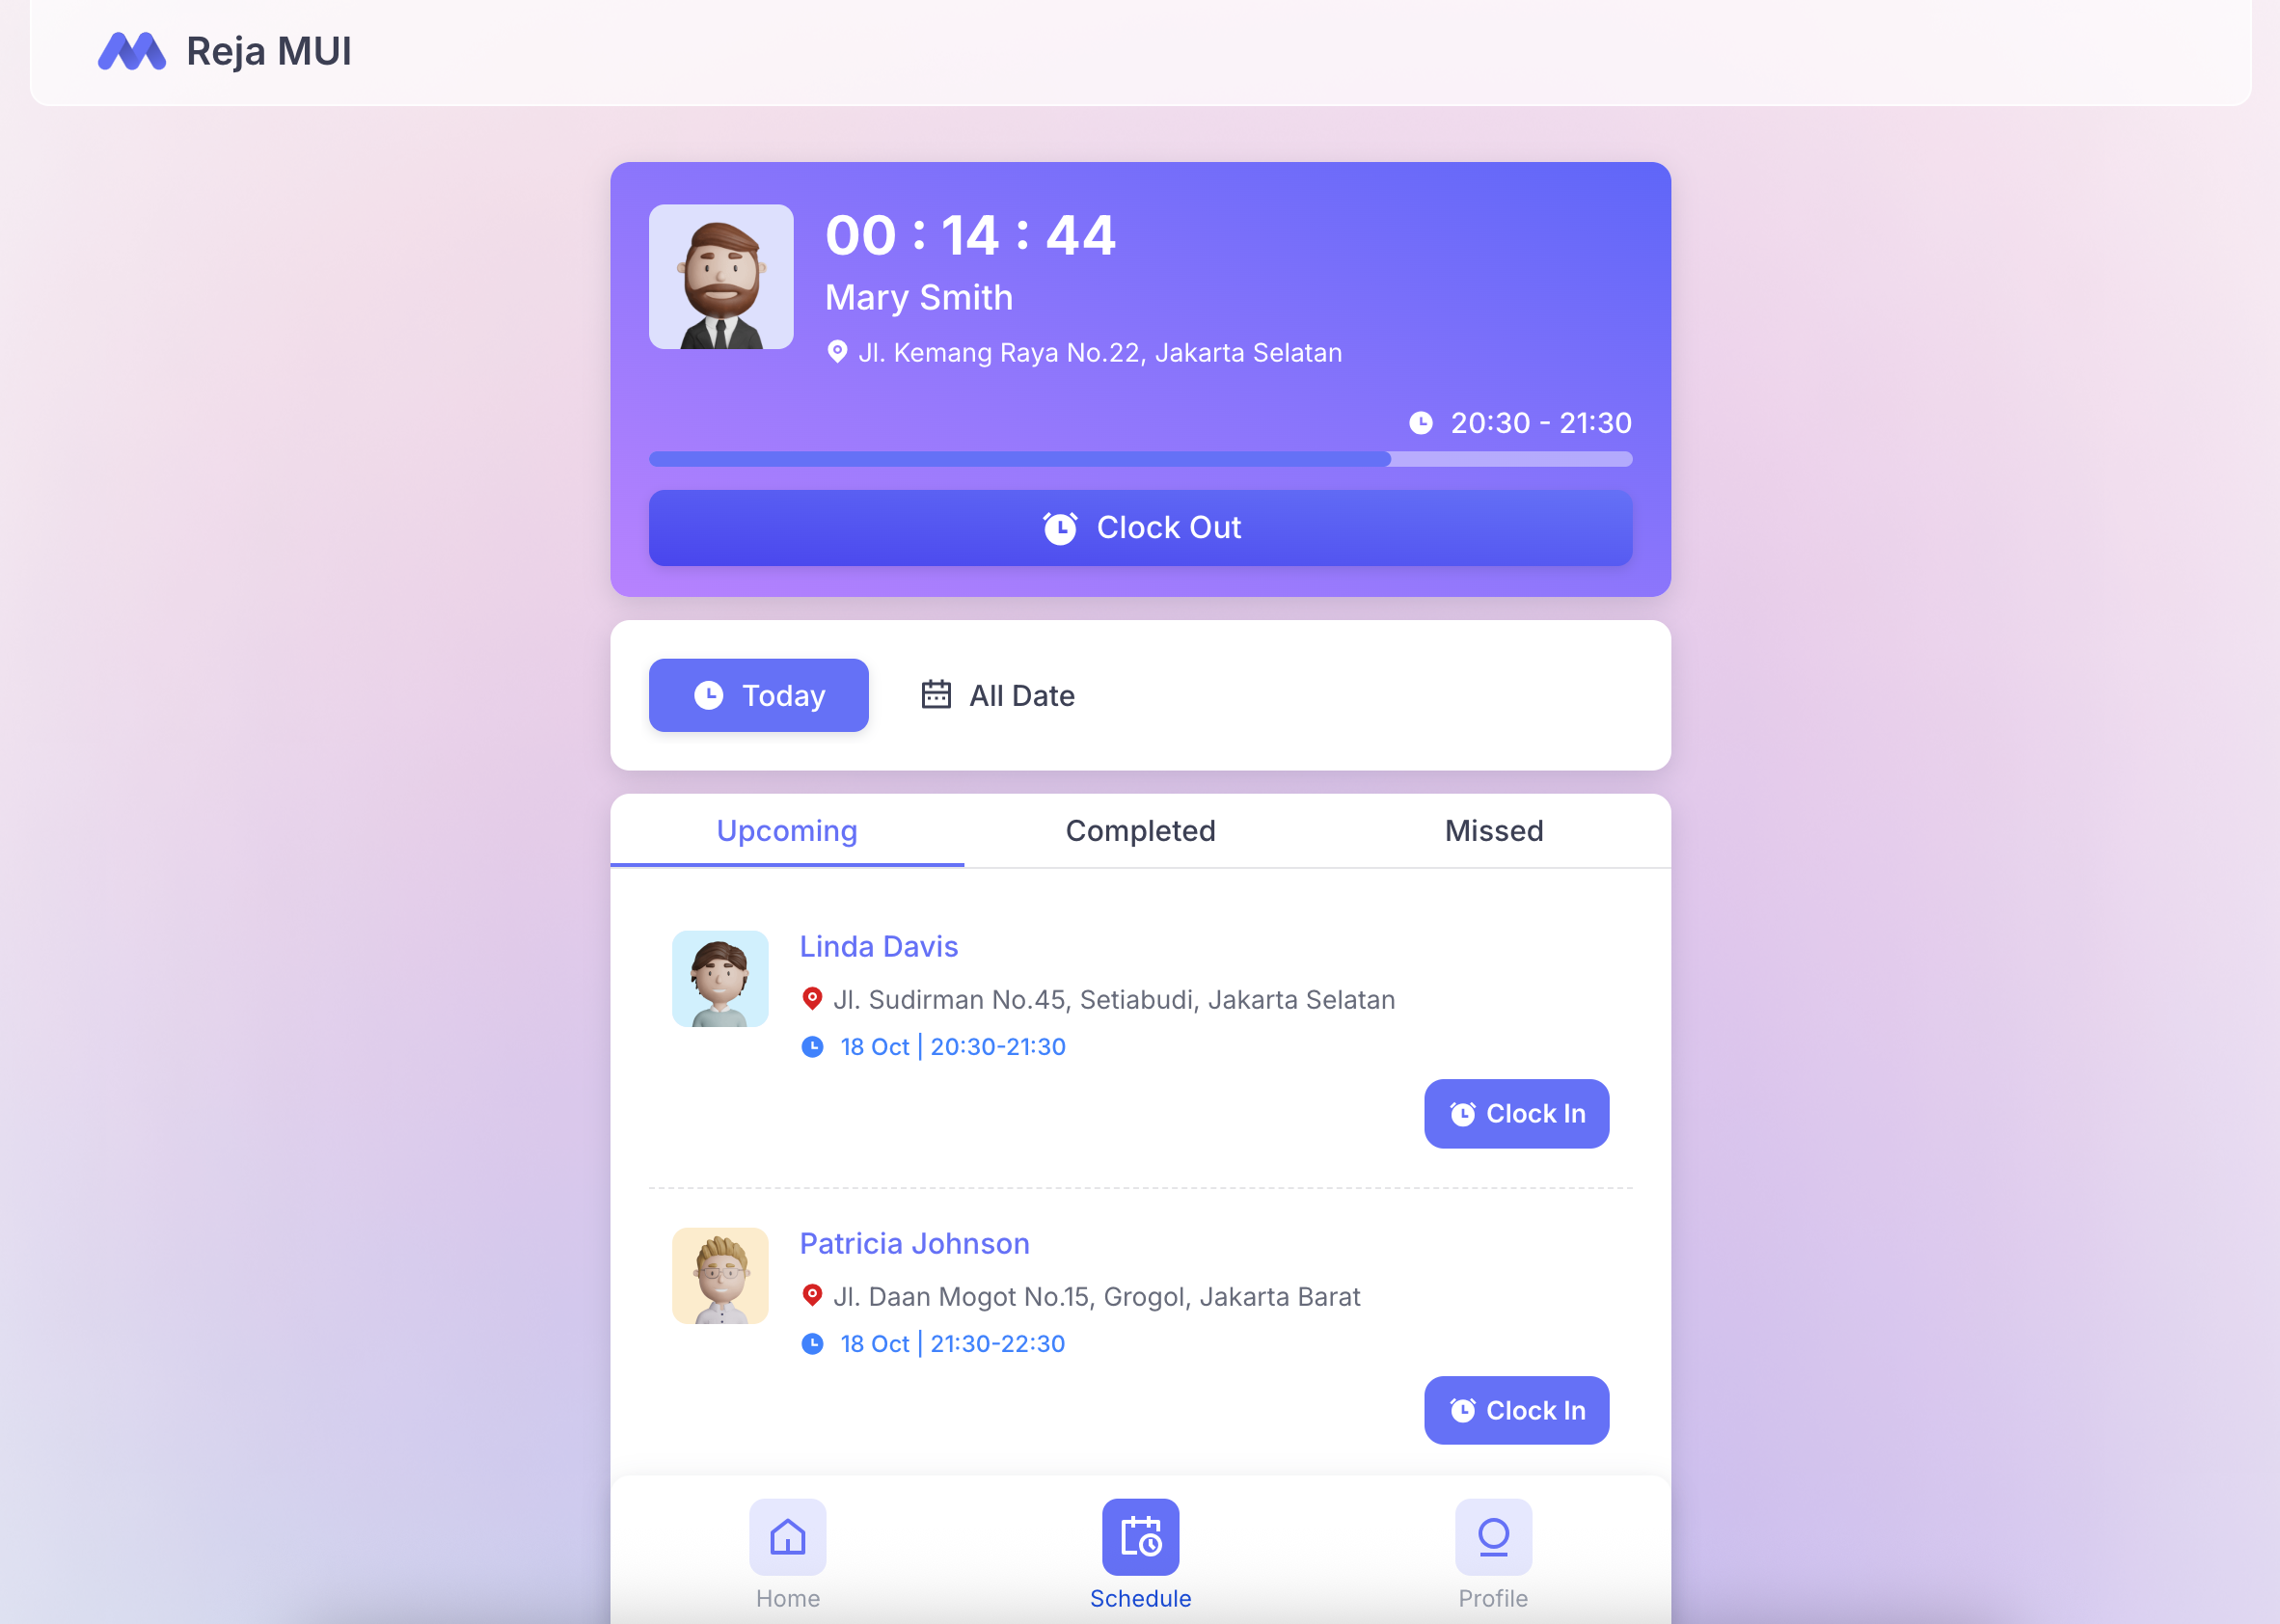 Reja MUI
00 : 14 : 44
Mary Smith
Jl. Kemang Raya No.22, Jakarta Selatan
20:30 - 21:30
Clock Out
Today
All Date
Upcoming
Completed
Missed
Linda Davis
Jl. Sudirman No.45, Setiabudi, Jakarta Selatan
18 Oct | 20:30-21:30
Clock In
Patricia Johnson
Jl. Daan Mogot No.15, Grogol, Jakarta Barat
18 Oct | 21:30-22:30
Clock In
Home
Schedule
Profile